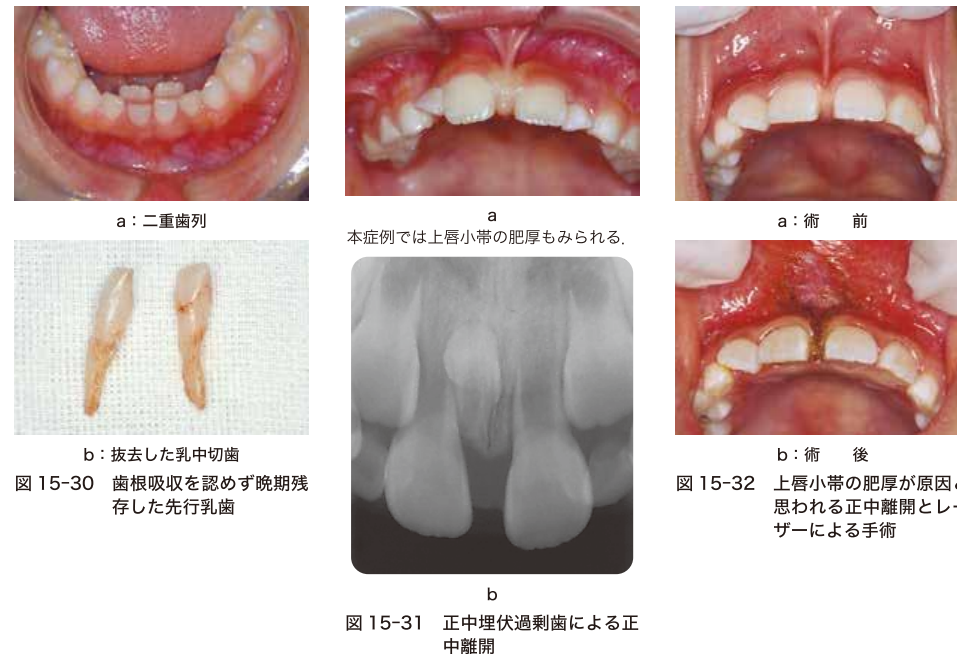 a：二重歯列
b：抜去した乳中切歯
図 15-30　歯根吸収を認めず晩期残
存した先行乳歯
a
本症例では上唇小帯の肥厚もみられる．
b
図 15-31　正中埋伏過剰歯による正
中離開
a：術　　前
b：術　　後
図 15-32　上唇小帯の肥厚が原因
思われる正中離開とレ
ザーによる手術